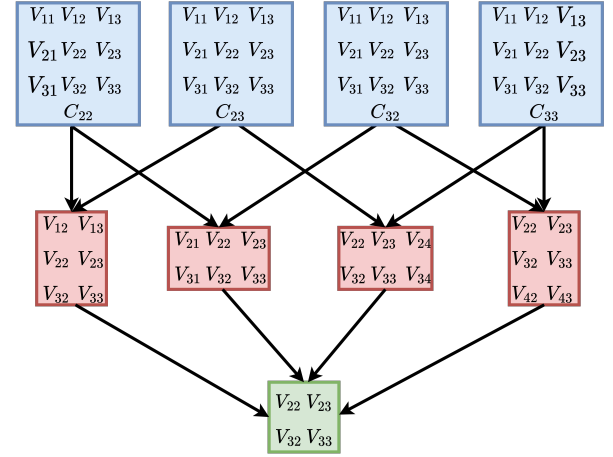 V₁₁ V₁₂ V₁₃
V₂₁ V₂₂ V₂₃
V₃₁ V₃₂ V₃₃
C₂₂
V₁₁ V₁₂ V₁₃
V₂₁ V₂₂ V₂₃
V₃₁ V₃₂ V₃₃
C₂₃
V₁₁ V₁₂ V₁₃
V₂₁ V₂₂ V₂₃
V₃₁ V₃₂ V₃₃
C₃₂
V₁₁ V₁₂ V₁₃
V₂₁ V₂₂ V₂₃
V₃₁ V₃₂ V₃₃
C₃₃
V₁₂ V₁₃
V₂₂ V₂₃
V₃₂ V₃₃
V₂₁ V₂₂ V₂₃
V₃₁ V₃₂ V₃₃
V₂₂ V₂₃ V₂₄
V₃₂ V₃₃ V₃₄
V₂₂ V₂₃
V₃₂ V₃₃
V₄₂ V₄₃
V₂₂ V₂₃
V₃₂ V₃₃